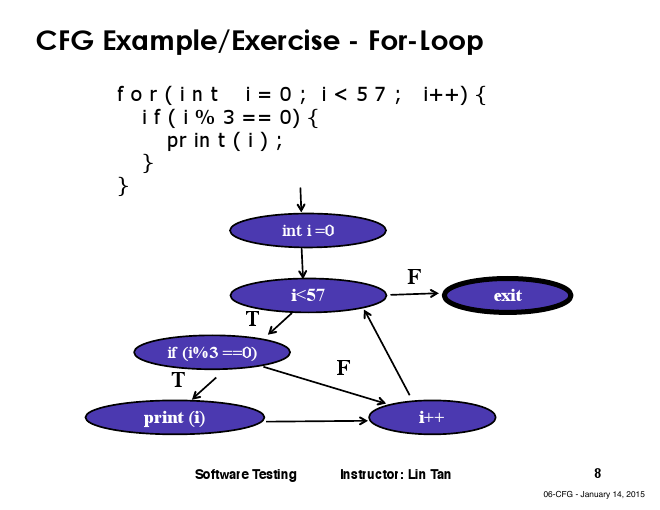 CFG Example/Exercise - For-Loop
for(int i=0; i<57; i++) {
if(i%3==0) {
print(i);
}
}
int i =0
i<57
F
exit
T
if (i%3 ==0)
T
F
print (i)
i++
Software Testing Instructor: Lin Tan 8
06-CFG - January 14, 2015